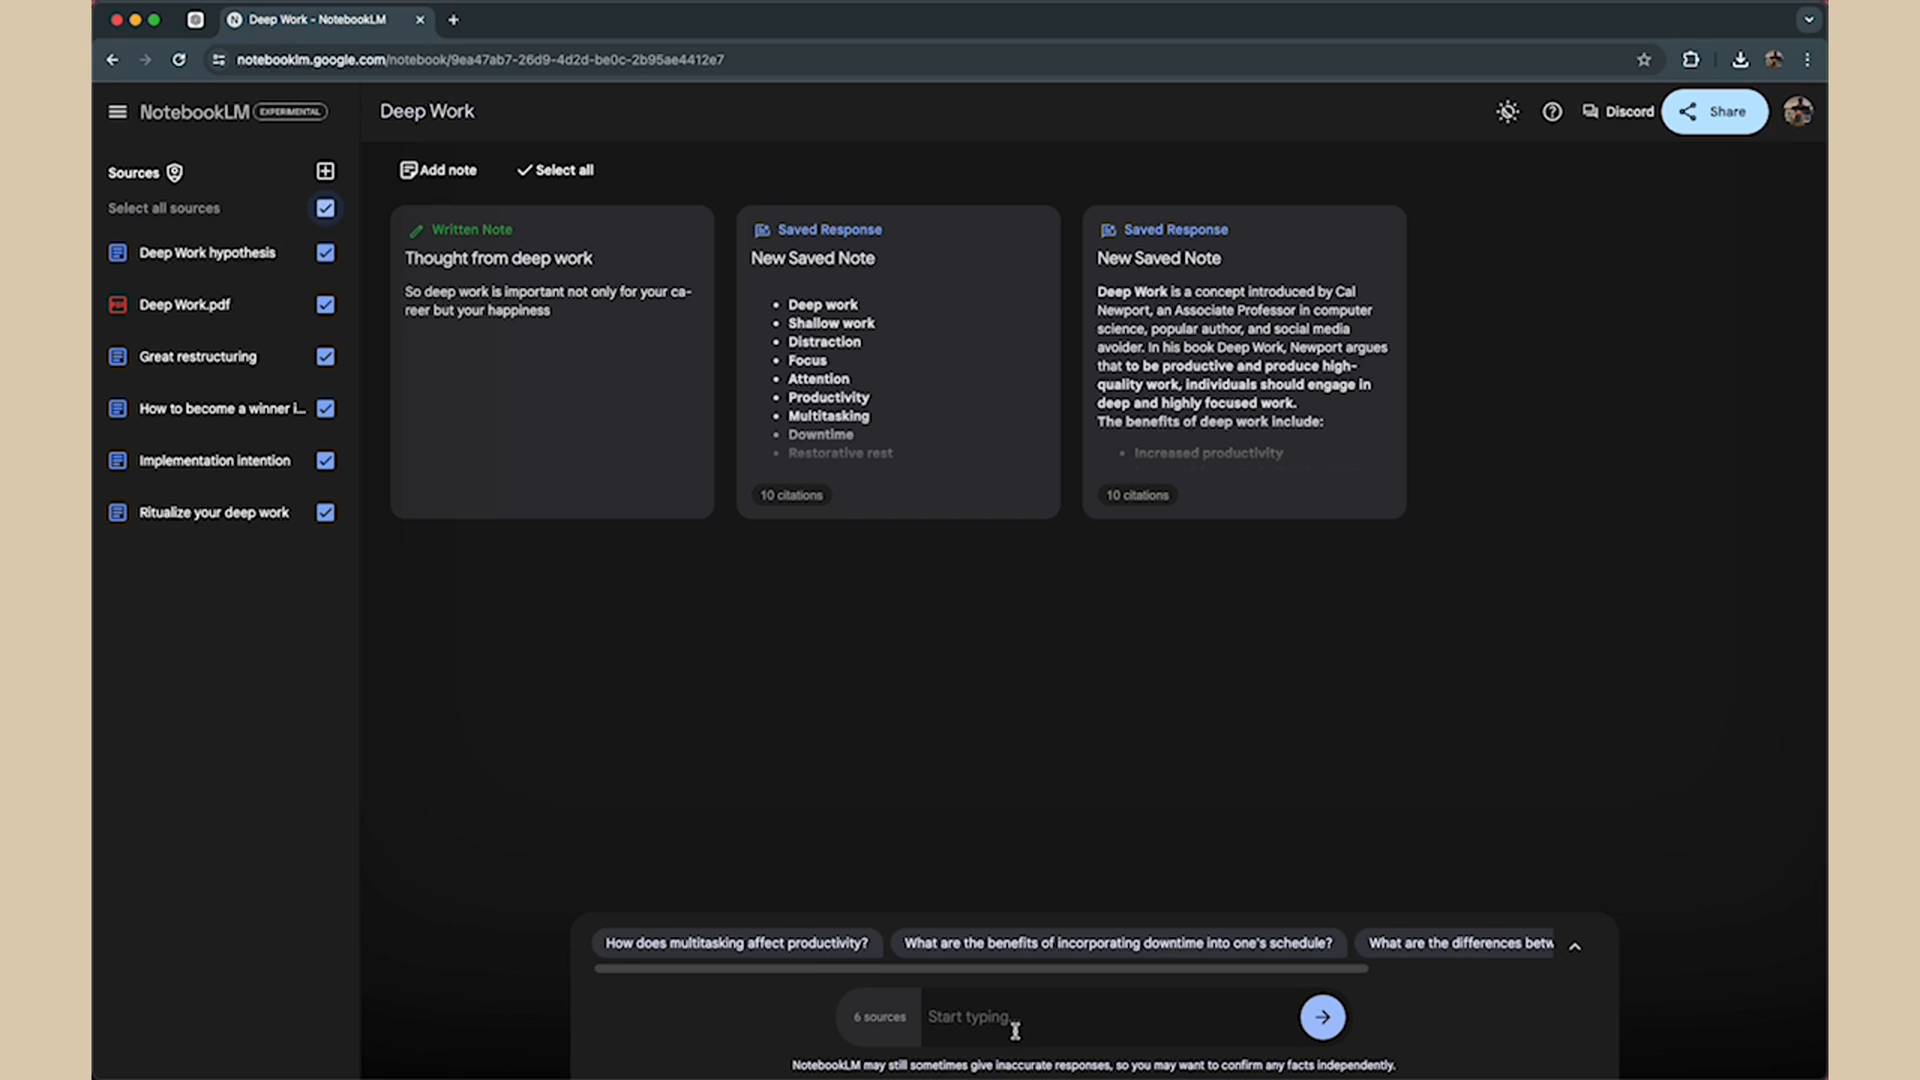 Deep Work - NotebookLM
notebooklm.google.com/notebook/9ea47ab7-26d9-4d2d-be0c-2b95ae4412e7
NotebookLM EXPERIMENTAL
Deep Work
Discord
Share
Sources
Select all sources
Deep Work hypothesis
Deep Work.pdf
Great restructuring
How to become a winner i...
Implementation intention
Ritualize your deep work
Add note
Select all
Written Note
Thought from deep work
So deep work is important not only for your ca-
reer but your happiness
Saved Response
New Saved Note
• Deep work
• Shallow work
• Distraction
• Focus
• Attention
• Productivity
• Multitasking
• Downtime
• Restorative rest
10 citations
Saved Response
New Saved Note
Deep Work is a concept introduced by Cal
Newport, an Associate Professor in computer
science, popular author, and social media
avoider. In his book Deep Work, Newport argues
that to be productive and produce high-
quality work, individuals should engage in
deep and highly focused work.
The benefits of deep work include:
• Increased productivity
10 citations
How does multitasking affect productivity?
What are the benefits of incorporating downtime into one's schedule?
What are the differences betw
6 sources
Start typing...
NotebookLM may still sometimes give inaccurate responses, so you may want to confirm any facts independently.